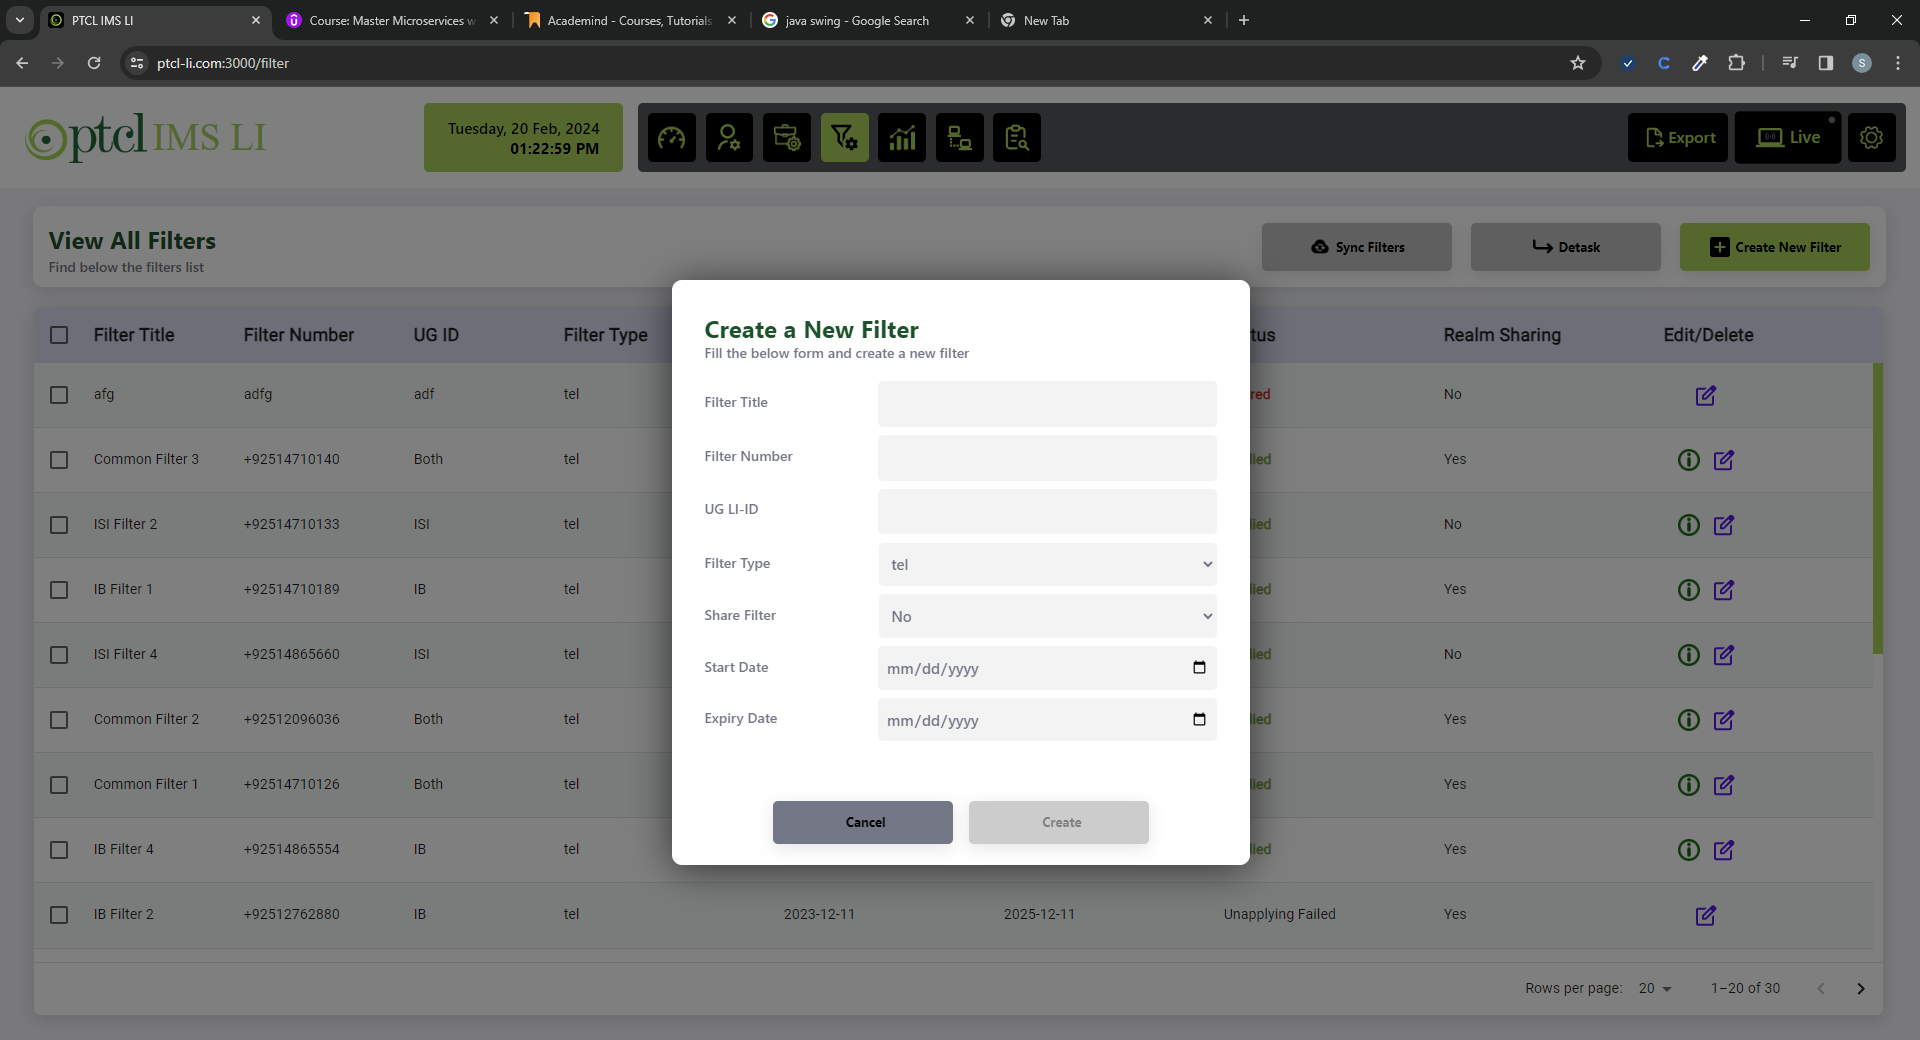 PTCL IMS LI
Course: Master Microservices w
Academind - Courses, Tutorials
java swing - Google Search
New Tab
ptcl-li.com:3000/filter
S
ptcl IMS LI
Tuesday, 20 Feb, 2024
01:22:59 PM
Export
Live
View All Filters
Find below the filters list
Sync Filters
Detask
Create New Filter
Filter Title Filter Number UG ID Filter Type tus Realm Sharing Edit/Delete
afg adfg adf tel red No
Common Filter 3 +92514710140 Both tel lied Yes
ISI Filter 2 +92514710133 ISI tel lied No
IB Filter 1 +92514710189 IB tel lied Yes
ISI Filter 4 +92514865660 ISI tel lied No
Common Filter 2 +92512096036 Both tel lied Yes
Common Filter 1 +92514710126 Both tel lied Yes
IB Filter 4 +92514865554 IB tel lied Yes
IB Filter 2 +92512762880 IB tel 2023-12-11 2025-12-11 Unapplying Failed Yes
Rows per page: 20 1–20 of 30
Create a New Filter
Fill the below form and create a new filter
Filter Title
Filter Number
UG LI-ID
Filter Type tel
Share Filter No
Start Date mm/dd/yyyy
Expiry Date mm/dd/yyyy
Cancel Create